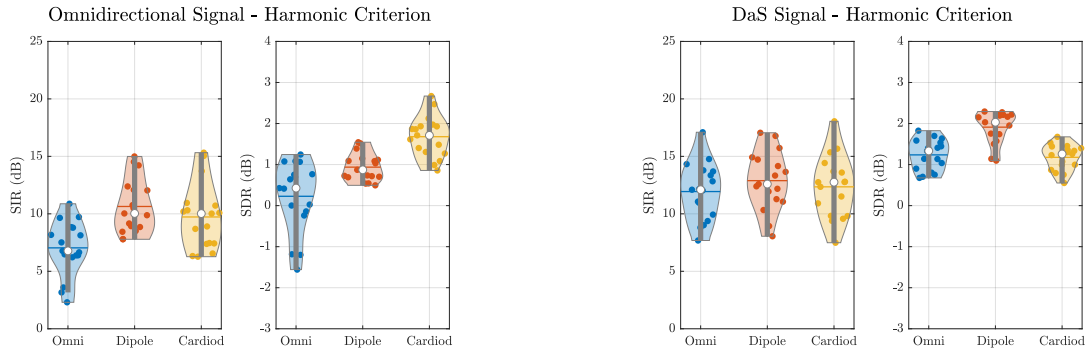 Omnidirectional Signal - Harmonic Criterion
SIR (dB)
25
20
15
10
5
0
Omni Dipole Cardiod
SDR (dB)
4
3
2
1
0
-1
-2
-3
Omni Dipole Cardiod
DaS Signal - Harmonic Criterion
SIR (dB)
25
20
15
10
5
0
Omni Dipole Cardiod
SDR (dB)
4
3
2
1
0
-1
-2
-3
Omni Dipole Cardiod